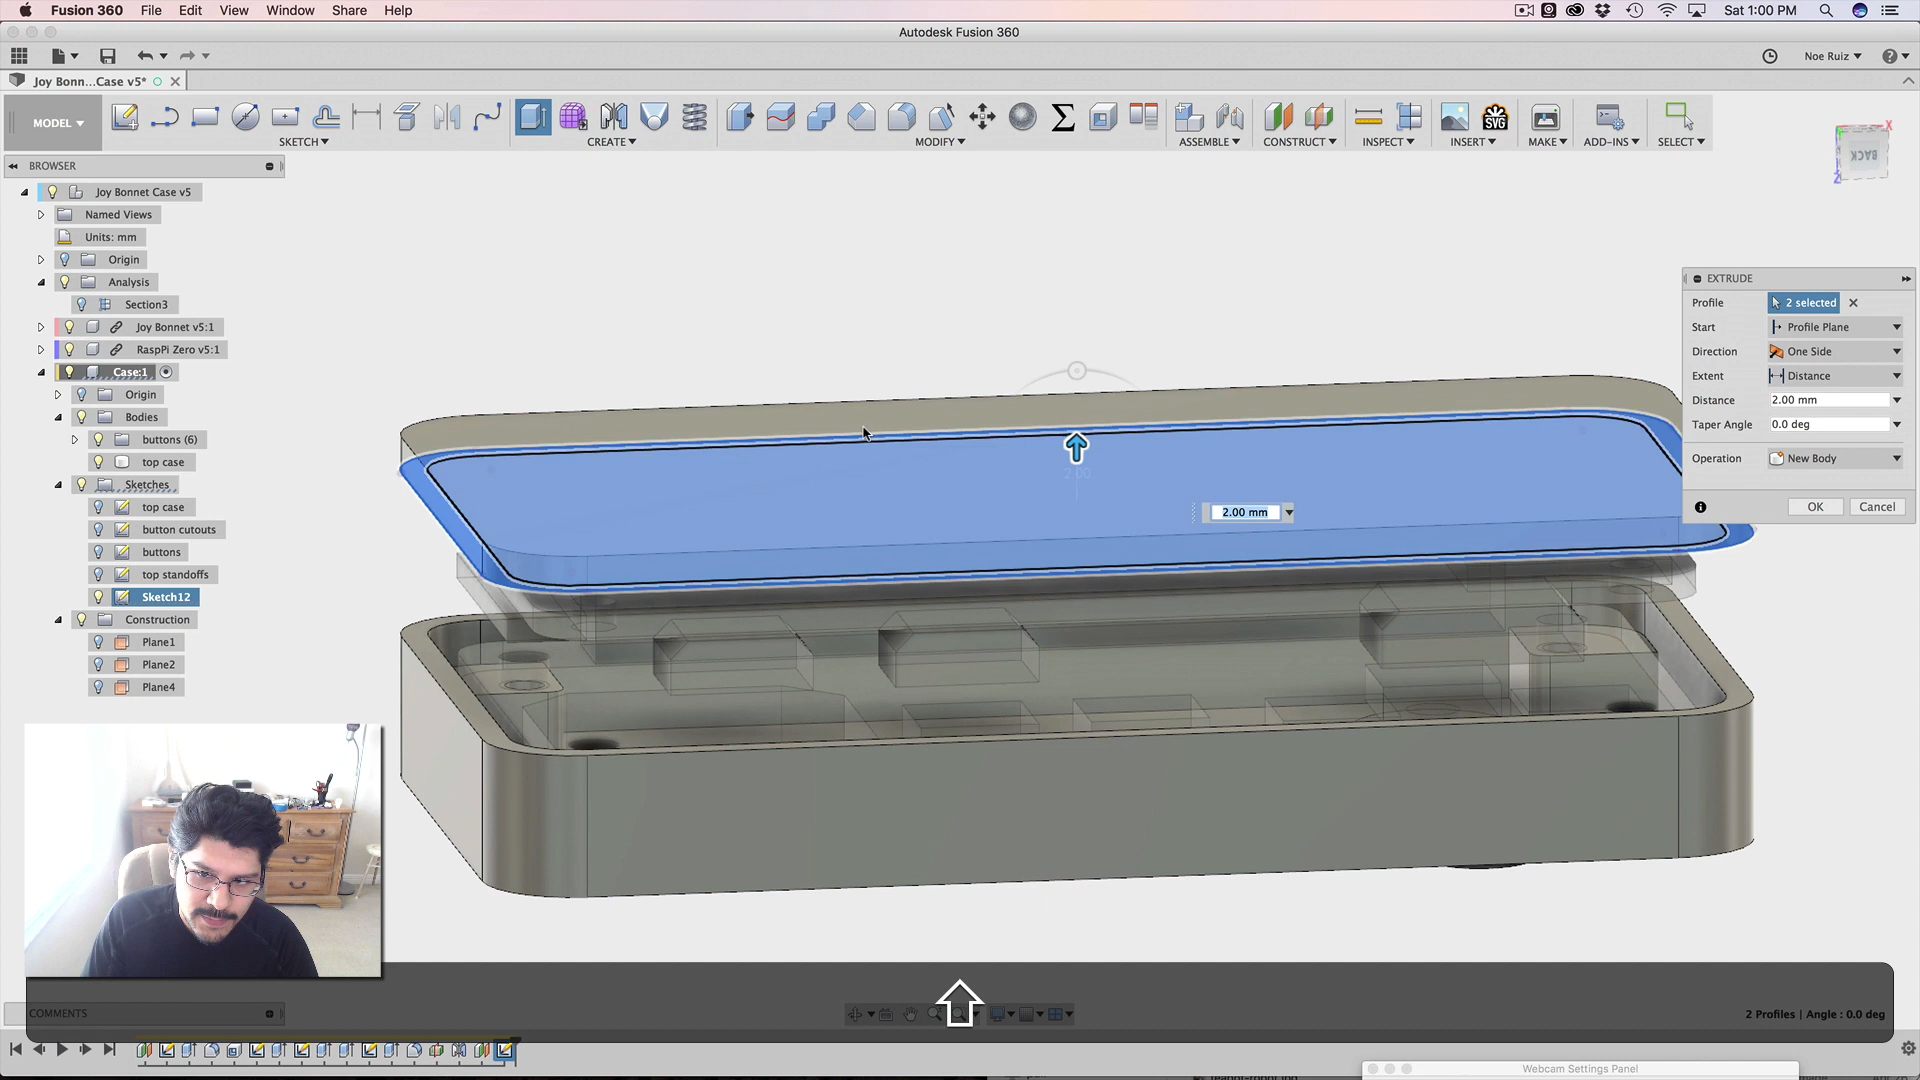 Fusion 360 File Edit View Window Share Help
Sat 1:00 PM
Autodesk Fusion 360
Noe Ruiz
Joy Bonn...Case v5*
MODEL
SKETCH
CREATE
MODIFY
ASSEMBLE
CONSTRUCT
INSPECT
SVG
INSERT
MAKE
ADD-INS
SELECT
BROWSER
BACK
X
Z
Joy Bonnet Case v5
Named Views
Units: mm
Origin
Analysis
Section3
Joy Bonnet v5:1
RaspPi Zero v5:1
Case:1
Origin
Bodies
buttons (6)
top case
Sketches
top case
button cutouts
buttons
top standoffs
Sketch12
Construction
Plane1
Plane2
Plane4
EXTRUDE
Profile 2 selected
Start Profile Plane
Direction One Side
Extent Distance
Distance 2.00 mm
Taper Angle 0.0 deg
Operation New Body
OK Cancel
2.00
2.00 mm
COMMENTS
2 Profiles | Angle : 0.0 deg
Webcam Settings Panel